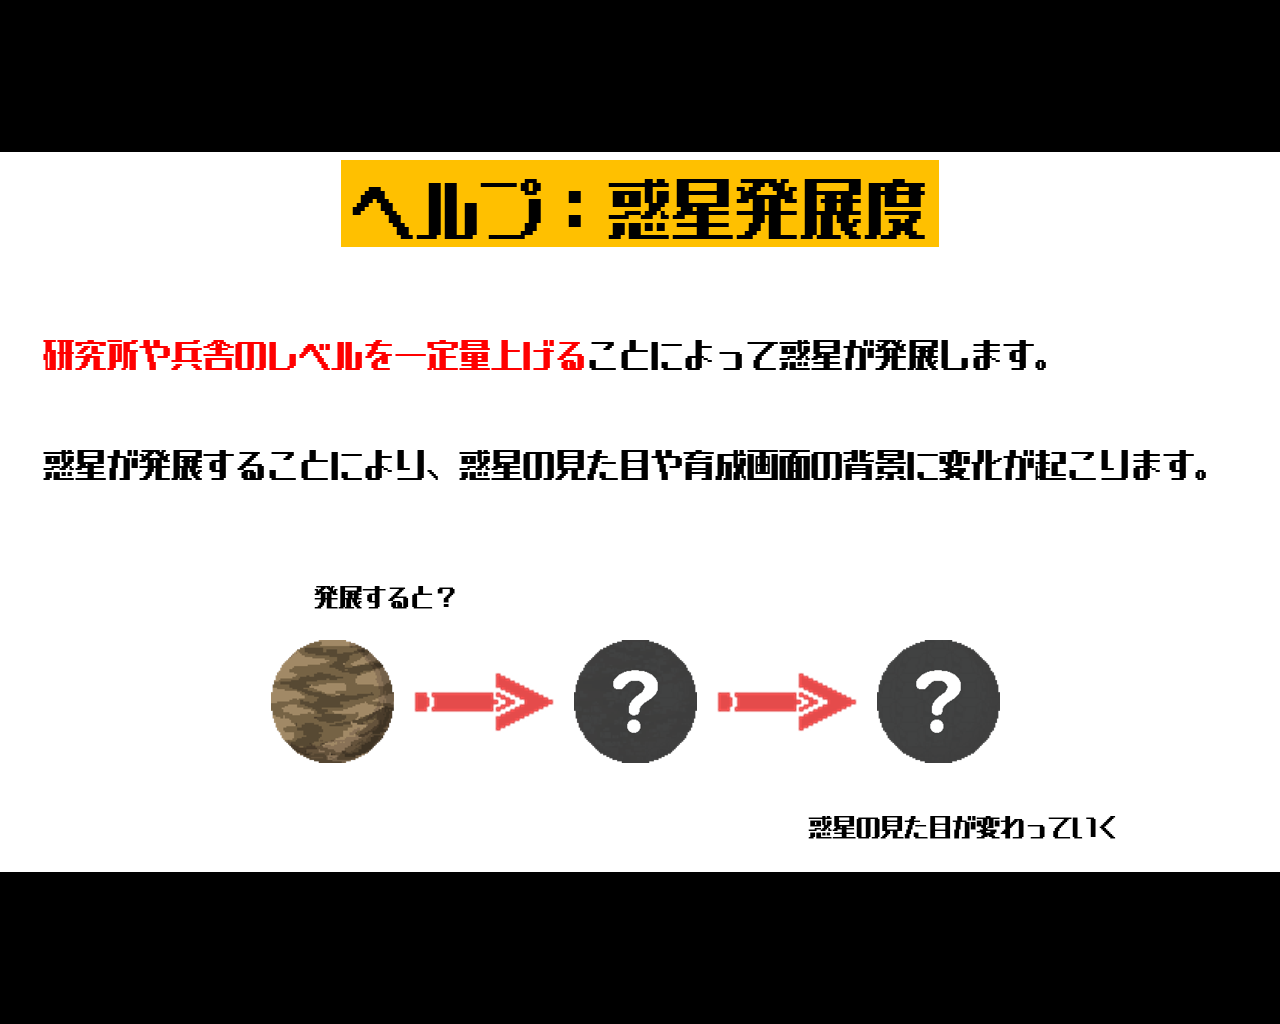 ヘルプ：惑星発展度
研究所や兵舎のレベルを一定量上げることによって惑星が発展します。
惑星が発展することにより、惑星の見た目や育成画面の背景に変化が起こります。
発展すると？
? ?
惑星の見た目が変わっていく